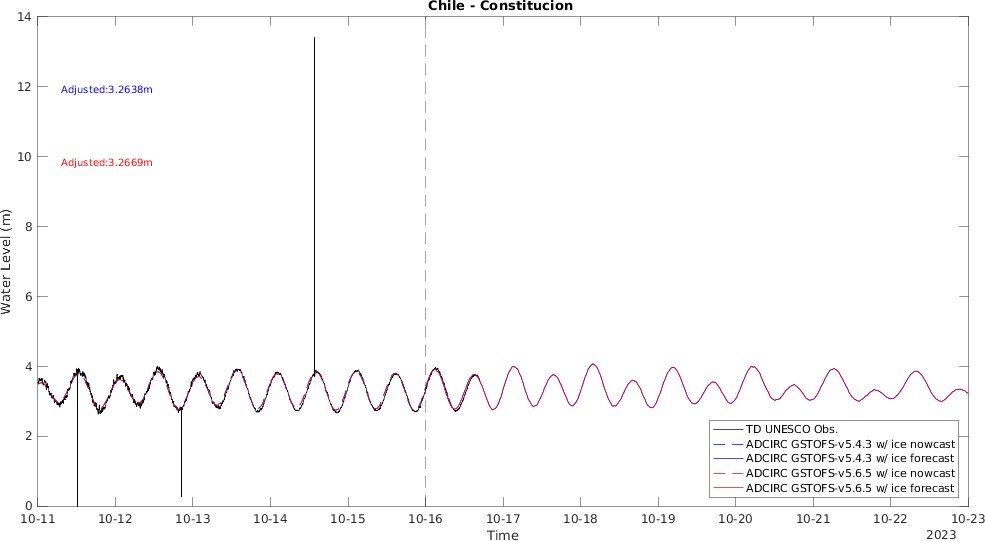 Chile - Constitucion
14
12
10
8
6
4
2
0
Water Level (m)
Adjusted:3.2638m
Adjusted:3.2669m
TD UNESCO Obs.
ADCIRC GSTOFS-v5.4.3 w/ ice nowcast
ADCIRC GSTOFS-v5.4.3 w/ ice forecast
ADCIRC GSTOFS-v5.6.5 w/ ice nowcast
ADCIRC GSTOFS-v5.6.5 w/ ice forecast
10-11 10-12 10-13 10-14 10-15 10-16 10-17 10-18 10-19 10-20 10-21 10-22 10-23
Time
2023